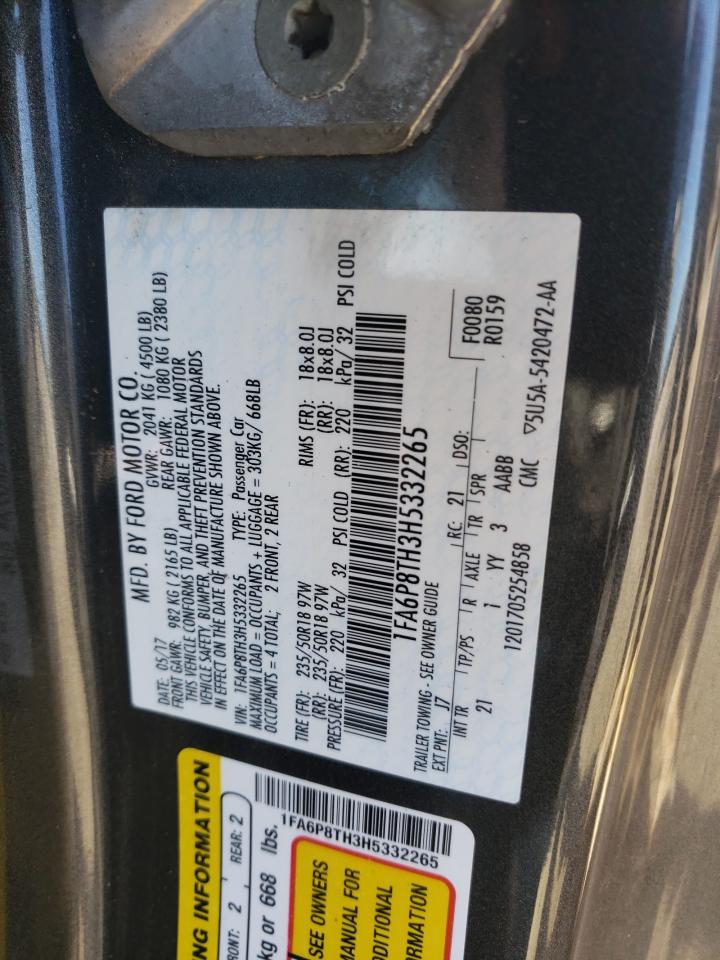 MFD. BY FORD MOTOR CO.
DATE: 05/17 GVWR: 2041 KG ( 4500 LB)
FRONT GAWR: 982 KG ( 2165 LB) REAR GAWR: 1080 KG ( 2380 LB)
THIS VEHICLE CONFORMS TO ALL APPLICABLE FEDERAL MOTOR
VEHICLE SAFETY, BUMPER, AND THEFT PREVENTION STANDARDS
IN EFFECT ON THE DATE OF MANUFACTURE SHOWN ABOVE.
VIN: 1FA6P8TH3H5332265 TYPE: Passenger Car
MAXIMUM LOAD = OCCUPANTS + LUGGAGE = 303KG/668LB
OCCUPANTS = 4 TOTAL; 2 FRONT, 2 REAR
TIRE (FR): 235/50R18 97W RIMS (FR): 18x8.0J
(RR): 235/50R18 97W (RR): 18x8.0J
PRESSURE (FR): 220 kPa/ 32 PSI COLD (RR): 220 kPa/ 32 PSI COLD
1FA6P8TH3H5332265
TRAILER TOWING - SEE OWNER GUIDE F0080
EXT PNT: J7 RC: 21 DSO: R0159
INT TR TP/PS R AXLE TR SPR
21 1 YY 3 AABB
1201705254858 CMC ▽5U5A-5420472-AA
NG INFORMATION
RONT: 2 REAR: 2
kg or 668 lbs.
1FA6P8TH3H5332265
SEE OWNERS
MANUAL FOR
ADDITIONAL
FORMATION